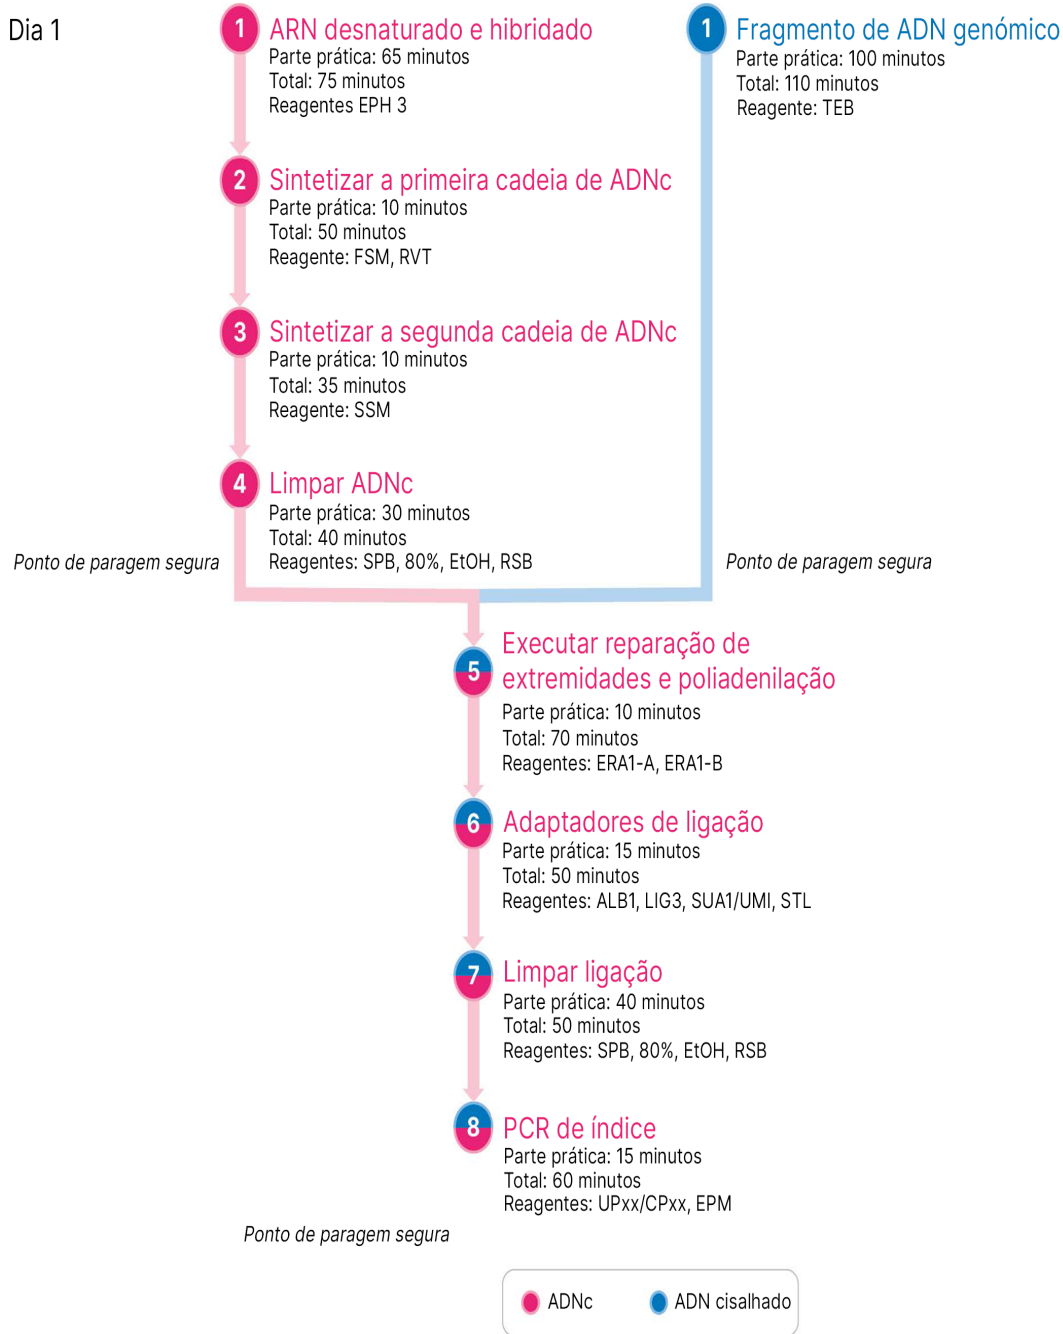 Dia 1
1 ARN desnaturado e hibridado
Parte prática: 65 minutos
Total: 75 minutos
Reagentes EPH 3
1 Fragmento de ADN genómico
Parte prática: 100 minutos
Total: 110 minutos
Reagente: TEB
2 Sintetizar a primeira cadeia de ADNc
Parte prática: 10 minutos
Total: 50 minutos
Reagente: FSM, RVT
3 Sintetizar a segunda cadeia de ADNc
Parte prática: 10 minutos
Total: 35 minutos
Reagente: SSM
4 Limpar ADNc
Parte prática: 30 minutos
Total: 40 minutos
Reagentes: SPB, 80%, EtOH, RSB
Ponto de paragem segura
Ponto de paragem segura
5 Executar reparação de
extremidades e poliadenilação
Parte prática: 10 minutos
Total: 70 minutos
Reagentes: ERA1-A, ERA1-B
6 Adaptadores de ligação
Parte prática: 15 minutos
Total: 50 minutos
Reagentes: ALB1, LIG3, SUA1/UMI, STL
7 Limpar ligação
Parte prática: 40 minutos
Total: 50 minutos
Reagentes: SPB, 80%, EtOH, RSB
8 PCR de índice
Parte prática: 15 minutos
Total: 60 minutos
Reagentes: UPxx/CPxx, EPM
Ponto de paragem segura
ADNc
ADN cisalhado